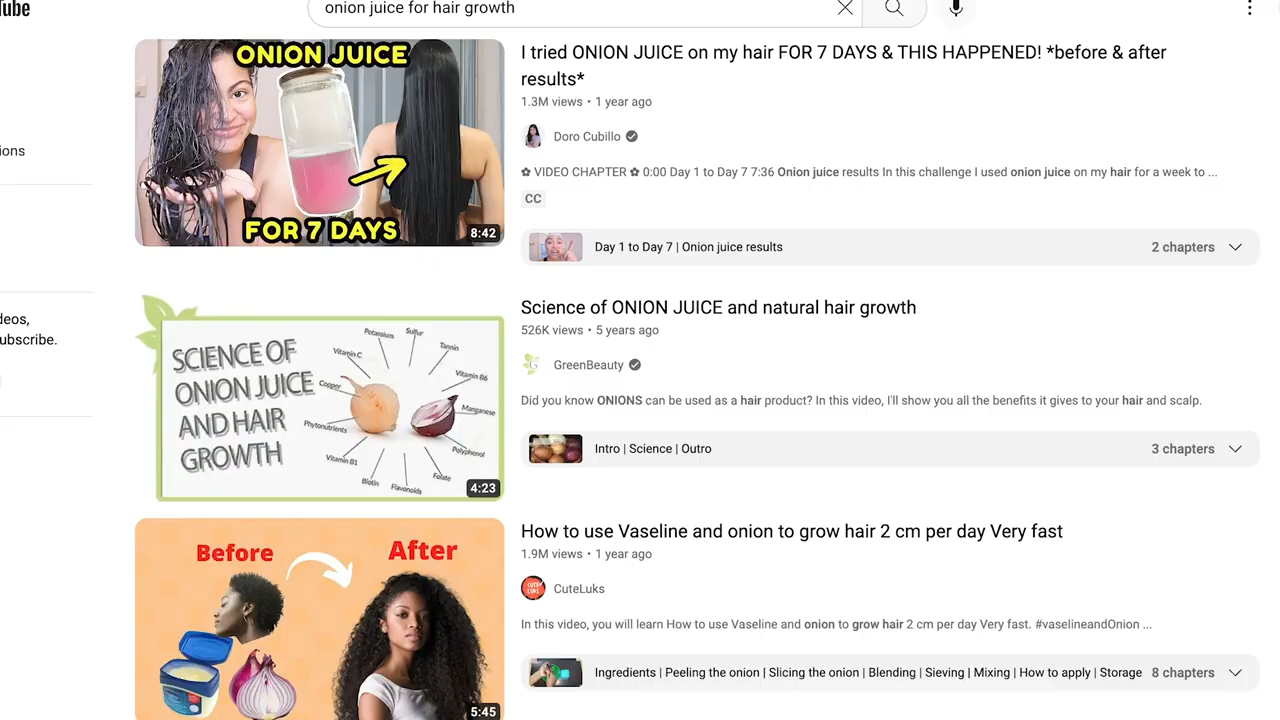 Tube
onion juice for hair growth
ions
deos,
ubscribe.
ONION JUICE
FOR 7 DAYS
8:42
I tried ONION JUICE on my hair FOR 7 DAYS & THIS HAPPENED! *before & after
results*
1.3M views • 1 year ago
Doro Cubillo
✿ VIDEO CHAPTER ✿ 0:00 Day 1 to Day 7 7:36 Onion juice results In this challenge I used onion juice on my hair for a week to ...
CC
Day 1 to Day 7 | Onion juice results
2 chapters
SCIENCE OF
ONION JUICE
AND HAIR
GROWTH
Potassium
Sulfur
Tannin
Vitamin C
Vitamin B6
Copper
Manganese
Phytonutrients
Polyphenol
Vitamin B1
Folate
Biotin
Flavonoids
4:23
Science of ONION JUICE and natural hair growth
526K views • 5 years ago
G
GreenBeauty
Did you know ONIONS can be used as a hair product? In this video, I'll show you all the benefits it gives to your hair and scalp.
Intro | Science | Outro
3 chapters
Before
After
5:45
How to use Vaseline and onion to grow hair 2 cm per day Very fast
1.9M views • 1 year ago
CUTE
LUKS
CuteLuks
In this video, you will learn How to use Vaseline and onion to grow hair 2 cm per day Very fast. #vaselineandOnion ...
Ingredients | Peeling the onion | Slicing the onion | Blending | Sieving | Mixing | How to apply | Storage
8 chapters